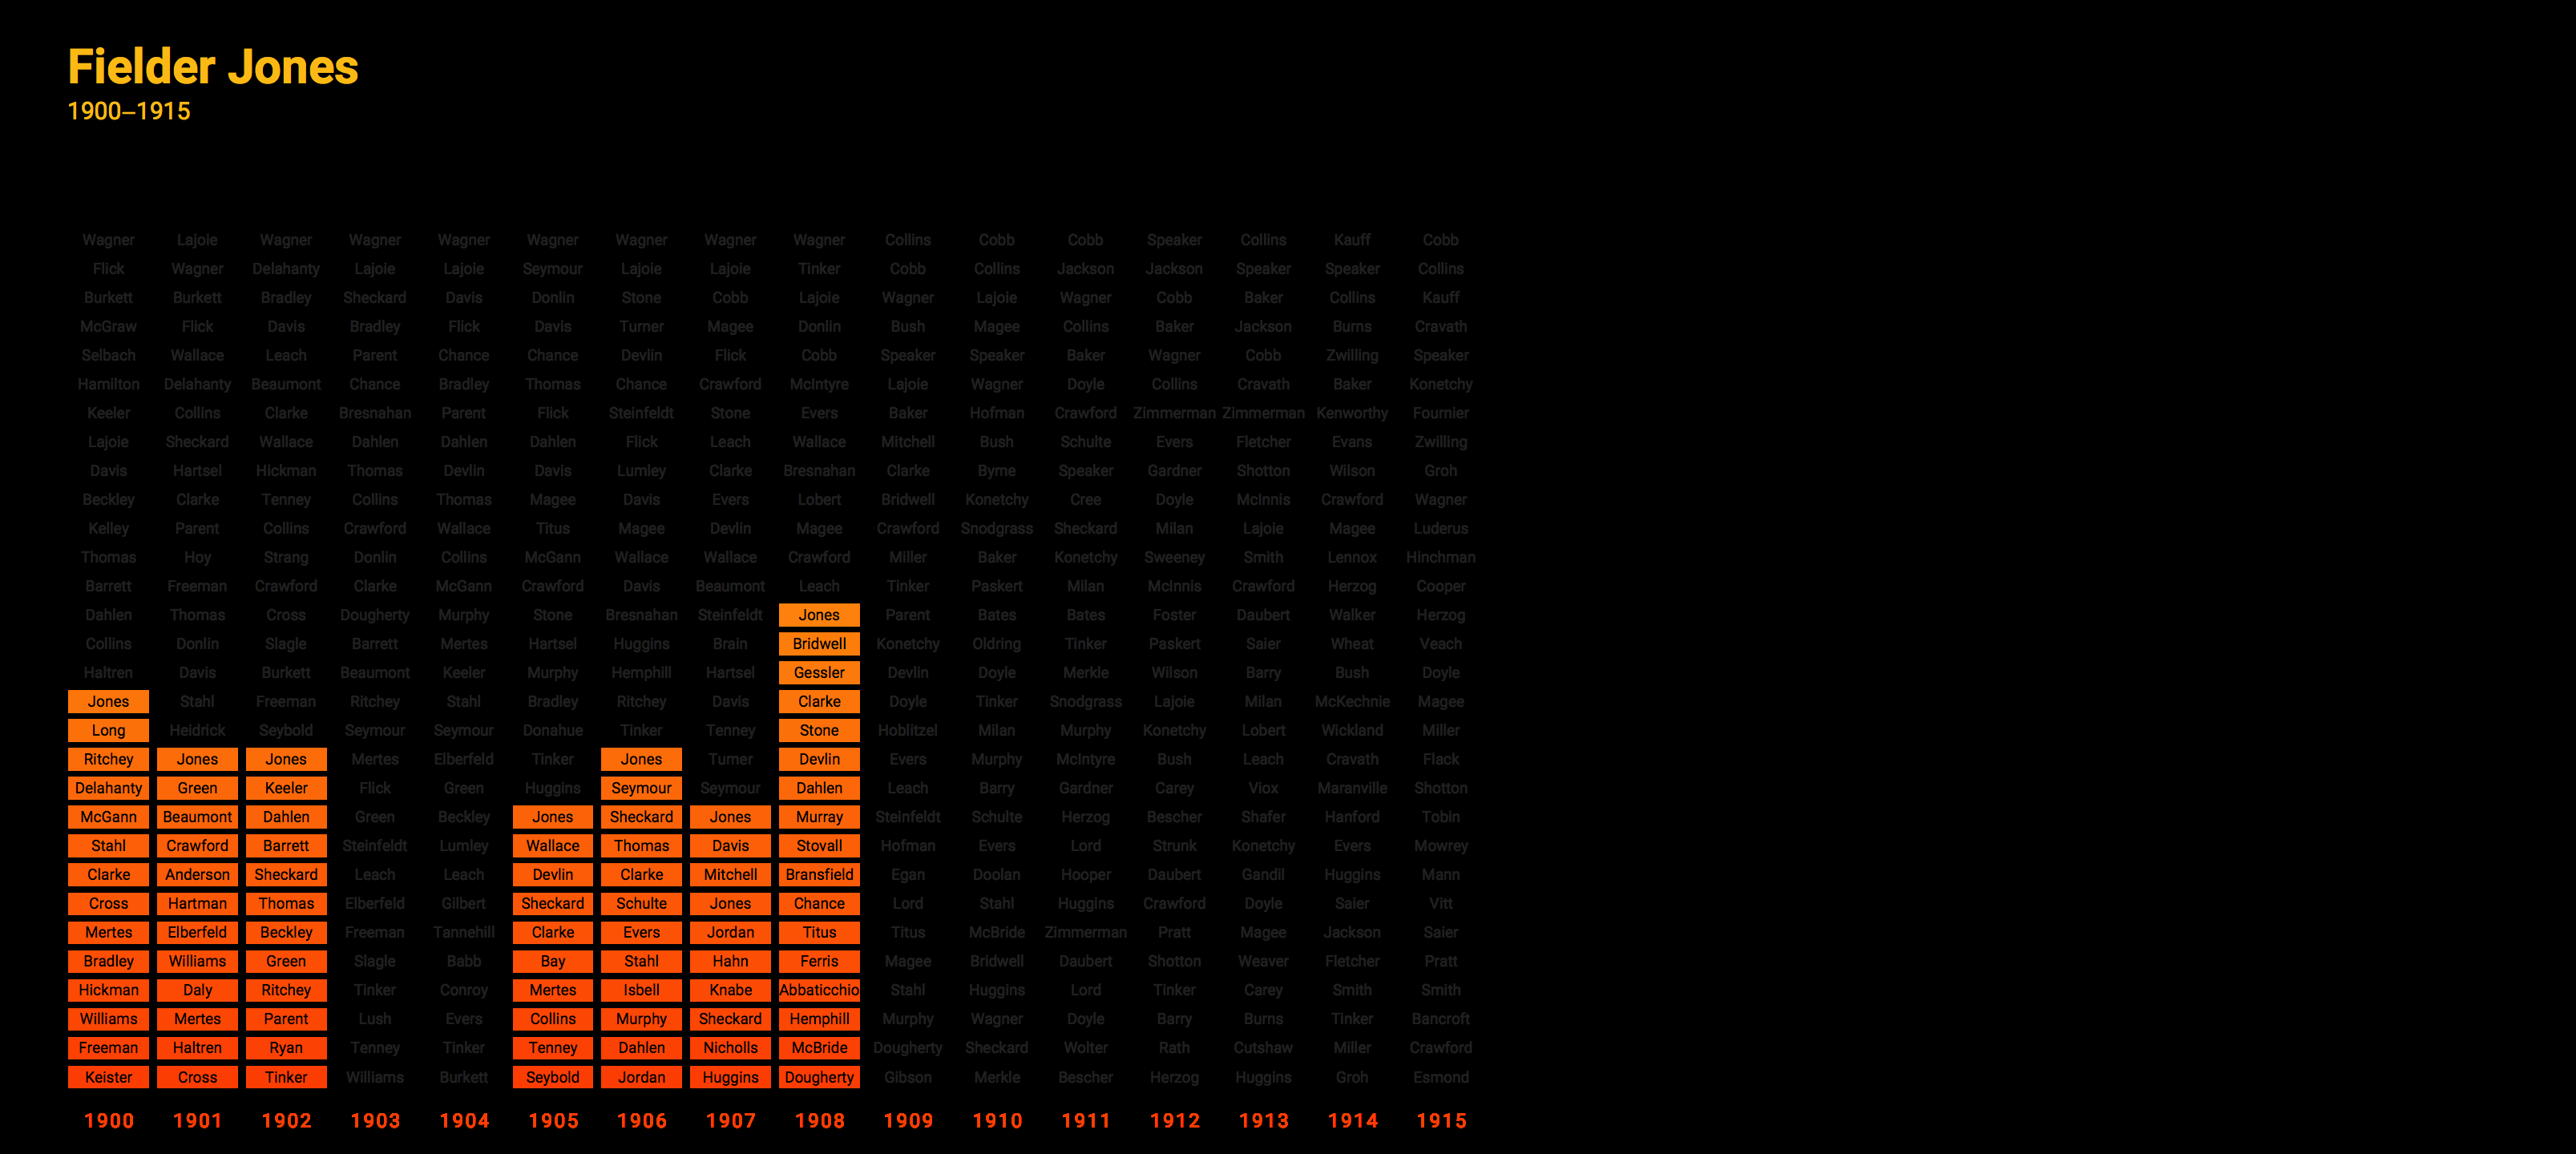 Fielder Jones
1900–1915
Wagner Lajoie Wagner Wagner Wagner Wagner Wagner Wagner Wagner Collins Cobb Cobb Speaker Collins Kauff Cobb
Flick Wagner Delahanty Lajoie Lajoie Seymour Lajoie Lajoie Tinker Cobb Collins Jackson Jackson Speaker Speaker Collins
Burkett Burkett Bradley Sheckard Davis Donlin Stone Cobb Lajoie Wagner Lajoie Wagner Cobb Baker Collins Kauff
McGraw Flick Davis Bradley Flick Davis Turner Magee Donlin Bush Magee Collins Baker Jackson Burns Cravath
Selbach Wallace Leach Parent Chance Chance Devlin Flick Cobb Speaker Speaker Baker Wagner Cobb Zwilling Speaker
Hamilton Delahanty Beaumont Chance Bradley Thomas Chance Crawford McIntyre Lajoie Wagner Doyle Collins Cravath Baker Konetchy
Keeler Collins Clarke Bresnahan Parent Flick Steinfeldt Stone Evers Baker Hofman Crawford Zimmerman Zimmerman Kenworthy Fournier
Lajoie Sheckard Wallace Dahlen Dahlen Dahlen Flick Leach Wallace Mitchell Bush Schulte Evers Fletcher Evans Zwilling
Davis Hartsel Hickman Thomas Devlin Davis Lumley Clarke Bresnahan Clarke Byrne Speaker Gardner Shotton Wilson Groh
Beckley Clarke Tenney Collins Thomas Magee Davis Evers Lobert Bridwell Konetchy Cree Doyle McInnis Crawford Wagner
Kelley Parent Collins Crawford Wallace Titus Magee Devlin Magee Crawford Snodgrass Sheckard Milan Lajoie Magee Luderus
Thomas Hoy Strang Donlin Collins McGann Wallace Wallace Crawford Miller Baker Konetchy Sweeney Smith Lennox Hinchman
Barrett Freeman Crawford Clarke McGann Crawford Davis Beaumont Leach Tinker Paskert Milan McInnis Crawford Herzog Cooper
Dahlen Thomas Cross Dougherty Murphy Stone Bresnahan Steinfeldt Jones Parent Bates Bates Foster Daubert Walker Herzog
Collins Donlin Slagle Barrett Mertes Hartsel Huggins Brain Bridwell Konetchy Oldring Tinker Paskert Saier Wheat Veach
Haltren Davis Burkett Beaumont Keeler Murphy Hemphill Hartsel Gessler Devlin Doyle Merkle Wilson Barry Bush Doyle
Jones Stahl Freeman Ritchey Stahl Bradley Ritchey Davis Clarke Doyle Tinker Snodgrass Lajoie Milan McKechnie Magee
Long Heidrick Seybold Seymour Seymour Donahue Tinker Tenney Stone Hoblitzel Milan Murphy Konetchy Lobert Wickland Miller
Ritchey Jones Jones Mertes Elberfeld Tinker Jones Turner Devlin Evers Murphy McIntyre Bush Leach Cravath Flack
Delahanty Green Keeler Flick Green Huggins Seymour Seymour Dahlen Leach Barry Gardner Carey Viox Maranville Shotton
McGann Beaumont Dahlen Green Beckley Jones Sheckard Jones Murray Steinfeldt Schulte Herzog Bescher Shafer Hanford Tobin
Stahl Crawford Barrett Steinfeldt Lumley Wallace Thomas Davis Stovall Hofman Evers Lord Strunk Konetchy Evers Mowrey
Clarke Anderson Sheckard Leach Leach Devlin Clarke Mitchell Bransfield Egan Doolan Hooper Daubert Gandil Huggins Mann
Cross Hartman Thomas Elberfeld Gilbert Sheckard Schulte Jones Chance Lord Stahl Huggins Crawford Doyle Saier Vitt
Mertes Elberfeld Beckley Freeman Tannehill Clarke Evers Jordan Titus Titus McBride Zimmerman Pratt Magee Jackson Saier
Bradley Williams Green Slagle Babb Bay Stahl Hahn Ferris Magee Bridwell Daubert Shotton Weaver Fletcher Pratt
Hickman Daly Ritchey Tinker Conroy Mertes Isbell Knabe Abbaticchio Stahl Huggins Lord Tinker Carey Smith Smith
Williams Mertes Parent Lush Evers Collins Murphy Sheckard Hemphill Murphy Wagner Doyle Barry Burns Tinker Bancroft
Freeman Haltren Ryan Tenney Tinker Tenney Dahlen Nicholls McBride Dougherty Sheckard Wolter Rath Cutshaw Miller Crawford
Keister Cross Tinker Williams Burkett Seybold Jordan Huggins Dougherty Gibson Merkle Bescher Herzog Huggins Groh Esmond
1900 1901 1902 1903 1904 1905 1906 1907 1908 1909 1910 1911 1912 1913 1914 1915